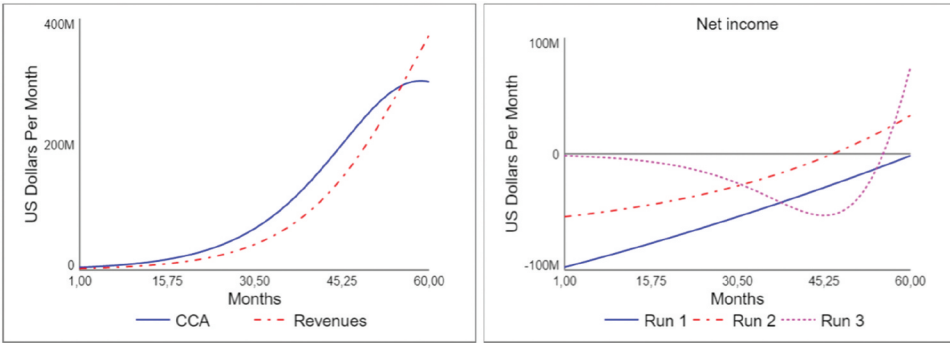 400M
200M
0
US Dollars Per Month
1,00 15,75 30,50 45,25 60,00
Months
CCA Revenues
Net income
100M
0
-100M
US Dollars Per Month
1,00 15,75 30,50 45,25 60,00
Months
Run 1 Run 2 Run 3